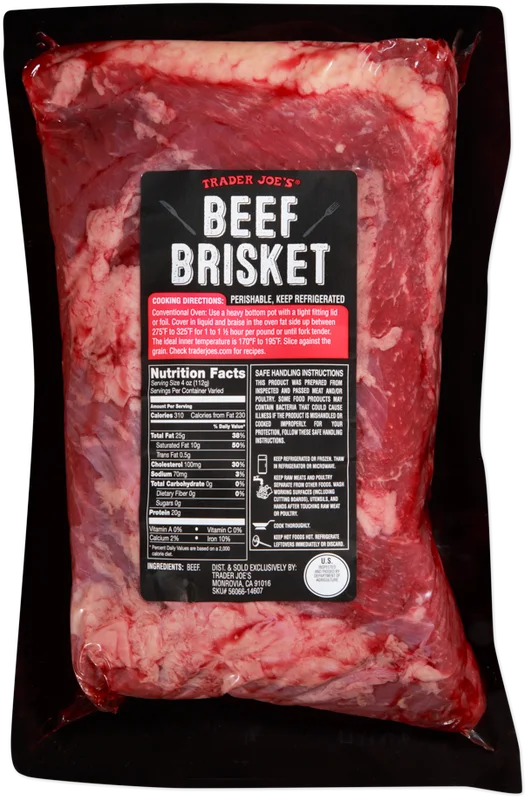 TRADER JOE'S®
BEEF
BRISKET
COOKING DIRECTIONS: PERISHABLE, KEEP REFRIGERATED
Conventional Oven: Use a heavy bottom pot with a tight fitting lid
or foil. Cover in liquid and braise in the oven fat side up between
275°F to 325°F for 1 to 1 ½ hour per pound or until fork tender.
The ideal inner temperature is 170°F to 195°F. Slice against the
grain. Check traderjoes.com for recipes.
Nutrition Facts
Serving Size 4 oz (112g)
Servings Per Container Varied
Amount Per Serving
Calories 310 Calories from Fat 230
% Daily Value*
Total Fat 25g 38%
Saturated Fat 10g 50%
Trans Fat 0.5g
Cholesterol 100mg 30%
Sodium 70mg 3%
Total Carbohydrate 0g 0%
Dietary Fiber 0g 0%
Sugars 0g
Protein 20g
Vitamin A 0% • Vitamin C 0%
Calcium 2% • Iron 10%
* Percent Daily Values are based on a 2,000
calorie diet.
SAFE HANDLING INSTRUCTIONS
THIS PRODUCT WAS PREPARED FROM
INSPECTED AND PASSED MEAT AND/OR
POULTRY. SOME FOOD PRODUCTS MAY
CONTAIN BACTERIA THAT COULD CAUSE
ILLNESS IF THE PRODUCT IS MISHANDLED OR
COOKED IMPROPERLY. FOR YOUR
PROTECTION, FOLLOW THESE SAFE HANDLING
INSTRUCTIONS.
KEEP REFRIGERATED OR FROZEN. THAW
IN REFRIGERATOR OR MICROWAVE.
KEEP RAW MEATS AND POULTRY
SEPARATE FROM OTHER FOODS. WASH
WORKING SURFACES (INCLUDING
CUTTING BOARDS), UTENSILS, AND
HANDS AFTER TOUCHING RAW MEAT
OR POULTRY.
COOK THOROUGHLY.
KEEP HOT FOODS HOT. REFRIGERATE
LEFTOVERS IMMEDIATELY OR DISCARD.
INGREDIENTS: BEEF.
DIST. & SOLD EXCLUSIVELY BY:
TRADER JOE'S
MONROVIA, CA 91016
SKU# 56066-14607
U.S.
INSPECTED
AND PASSED BY
DEPARTMENT OF
AGRICULTURE